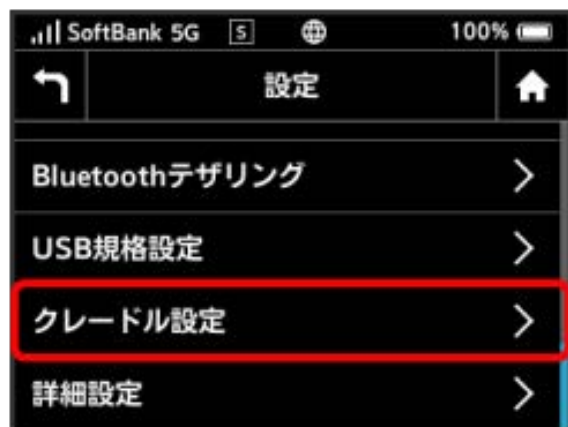 SoftBank 5G S 100%
設定
Bluetoothテザリング
USB規格設定
クレードル設定
詳細設定